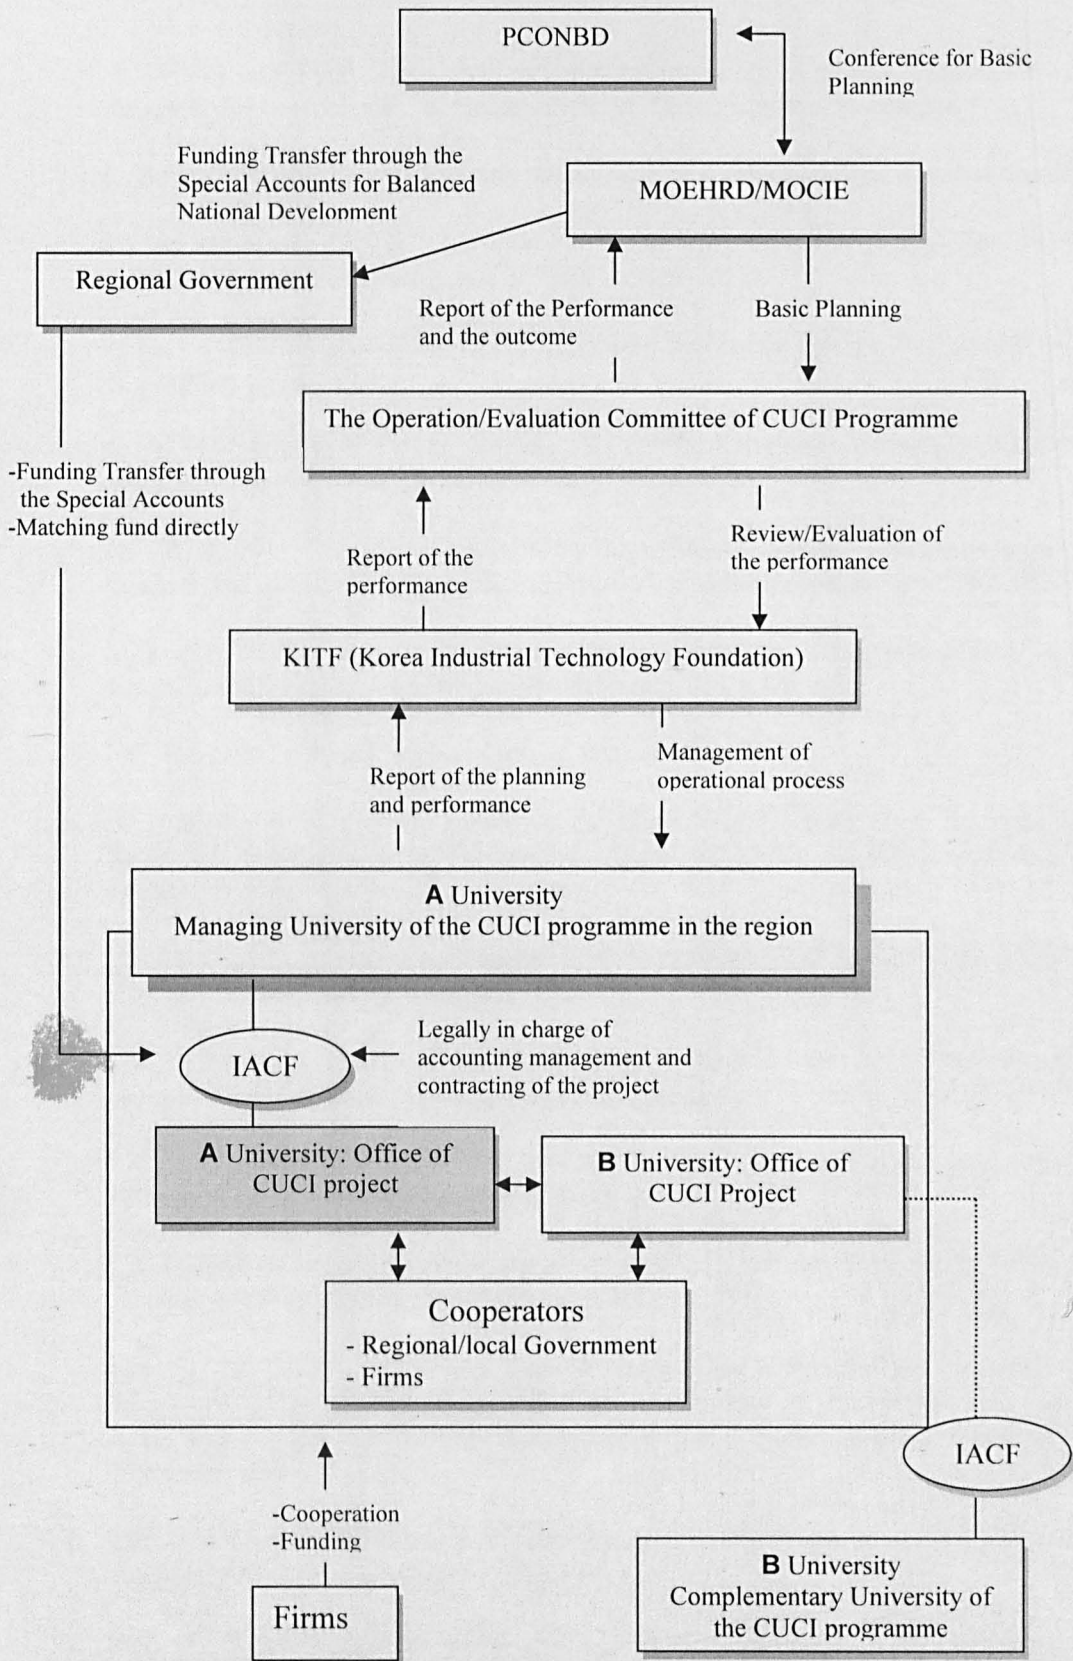 PCONBD
Conference for Basic
Planning
Funding Transfer through the
Special Accounts for Balanced
National Development
MOEHRD/MOCIE
Regional Government
Report of the Performance
and the outcome
Basic Planning
The Operation/Evaluation Committee of CUCI Programme
-Funding Transfer through
the Special Accounts
-Matching fund directly
Report of the
performance
Review/Evaluation of
the performance
KITF (Korea Industrial Technology Foundation)
Report of the planning
and performance
Management of
operational process
A University
Managing University of the CUCI programme in the region
IACF
Legally in charge of
accounting management and
contracting of the project
A University: Office of
CUCI project
B University: Office of
CUCI Project
Cooperators
- Regional/local Government
- Firms
IACF
-Cooperation
-Funding
Firms
B University
Complementary University of
the CUCI programme